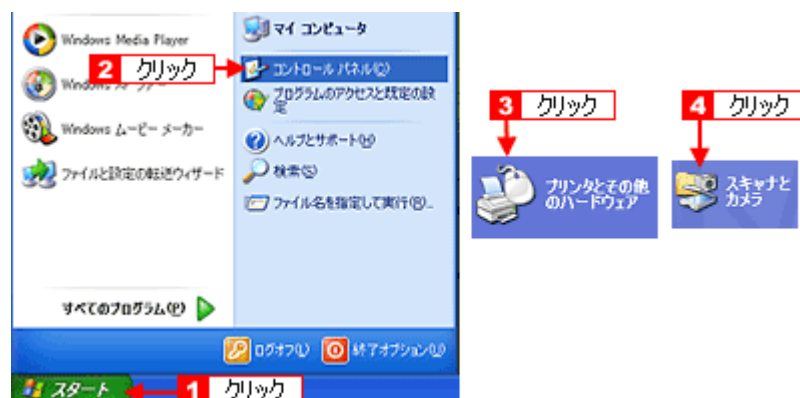 Windows Media Player
Windows ムービー メーカー
ファイルと設定の転送ウィザード
すべてのプログラム(P)
マイ コンピュータ
2 クリック
コントロール パネル(C)
プログラムのアクセスと既定の設
定
ヘルプとサポート(H)
検索(S)
ファイル名を指定して実行(R)...
ログオフ(L)
終了オプション(U)
スタート
1 クリック
3 クリック
プリンタとその他
のハードウェア
4 クリック
スキャナと
カメラ